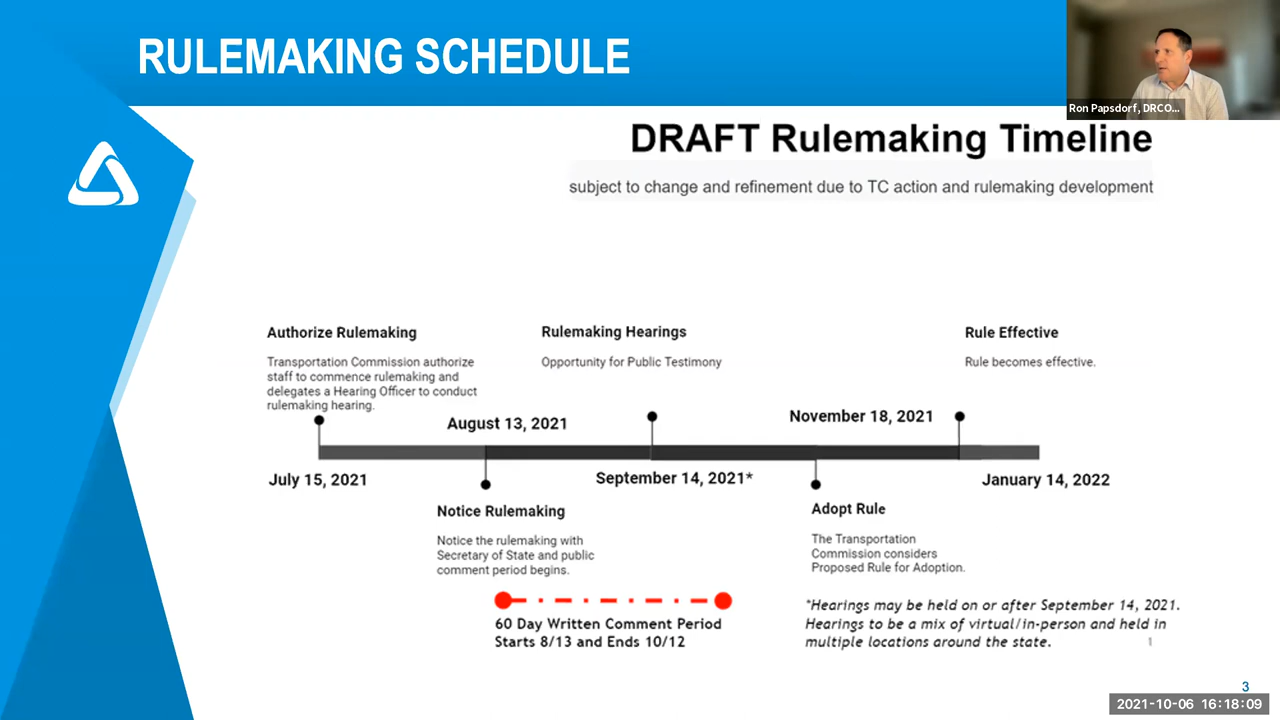 RULEMAKING SCHEDULE
Ron Papsdorf, DRCO...
DRAFT Rulemaking Timeline
subject to change and refinement due to TC action and rulemaking development
Authorize Rulemaking
Transportation Commission authorize
staff to commence rulemaking and
delegates a Hearing Officer to conduct
rulemaking hearing.
Rulemaking Hearings
Opportunity for Public Testimony
Rule Effective
Rule becomes effective.
August 13, 2021
November 18, 2021
July 15, 2021
September 14, 2021*
January 14, 2022
Notice Rulemaking
Notice the rulemaking with
Secretary of State and public
comment period begins.
Adopt Rule
The Transportation
Commission considers
Proposed Rule for Adoption.
60 Day Written Comment Period
Starts 8/13 and Ends 10/12
*Hearings may be held on or after September 14, 2021.
Hearings to be a mix of virtual/in-person and held in
multiple locations around the state.
1
3
2021-10-06 16:18:09